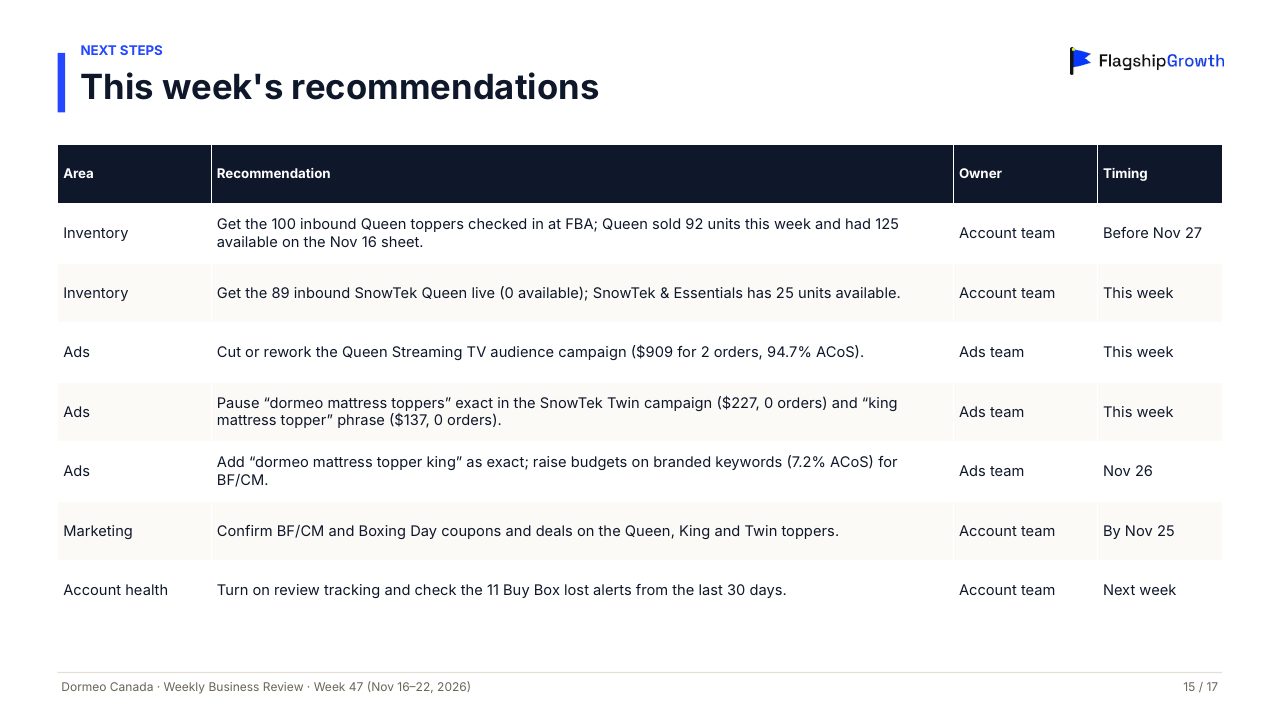 NEXT STEPS
This week's recommendations
FlagshipGrowth
Area Recommendation Owner Timing
Inventory Get the 100 inbound Queen toppers checked in at FBA; Queen sold 92 units this week and had 125
available on the Nov 16 sheet. Account team Before Nov 27
Inventory Get the 89 inbound SnowTek Queen live (0 available); SnowTek & Essentials has 25 units available. Account team This week
Ads Cut or rework the Queen Streaming TV audience campaign ($909 for 2 orders, 94.7% ACoS). Ads team This week
Ads Pause “dormeo mattress toppers” exact in the SnowTek Twin campaign ($227, 0 orders) and “king
mattress topper” phrase ($137, 0 orders). Ads team This week
Ads Add “dormeo mattress topper king” as exact; raise budgets on branded keywords (7.2% ACoS) for
BF/CM. Ads team Nov 26
Marketing Confirm BF/CM and Boxing Day coupons and deals on the Queen, King and Twin toppers. Account team By Nov 25
Account health Turn on review tracking and check the 11 Buy Box lost alerts from the last 30 days. Account team Next week
Dormeo Canada · Weekly Business Review · Week 47 (Nov 16–22, 2026) 15 / 17